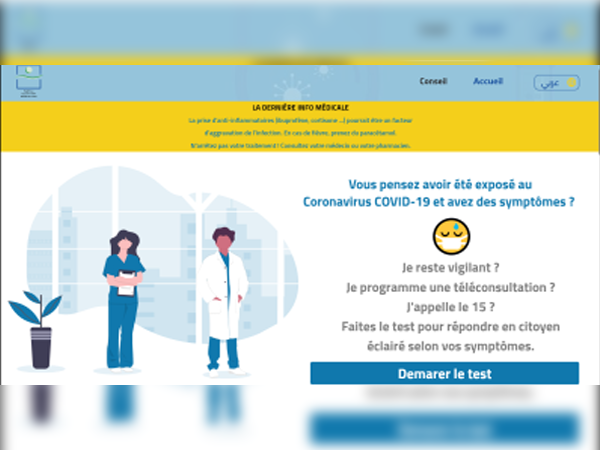 Conseil
Accueil
عربي
LA DERNIÈRE INFO MÉDICALE
La prise d'anti-inflammatoires (ibuprofène, cortisone ...) pourrait être un facteur
d'aggravation de l'infection. En cas de fièvre, prenez du paracétamol.
N'arrêtez pas votre traitement ! Consultez votre médecin ou votre pharmacien.
Vous pensez avoir été exposé au
Coronavirus COVID-19 et avez des symptômes ?
Je reste vigilant ?
Je programme une téléconsultation ?
J'appelle le 15 ?
Faites le test pour répondre en citoyen
éclairé selon vos symptômes.
Demarer le test